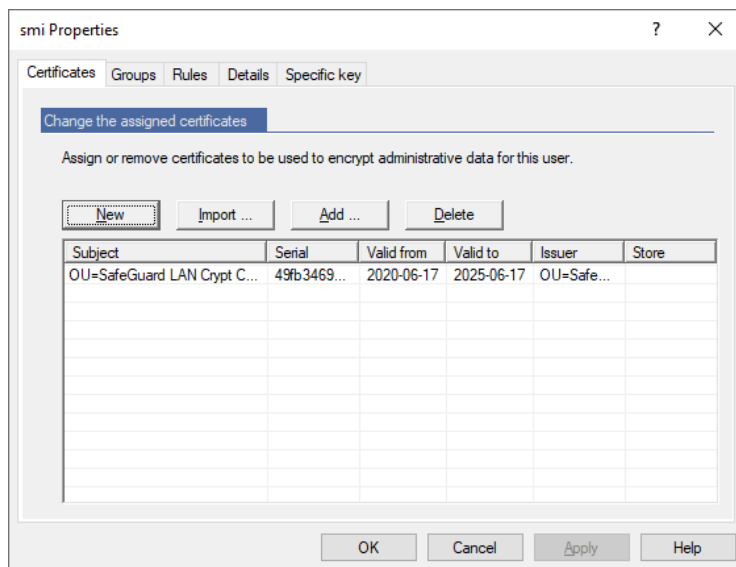 smi Properties
?
Certificates Groups Rules Details Specific key
Change the assigned certificates
Assign or remove certificates to be used to encrypt administrative data for this user.
New Import ... Add ... Delete
Subject Serial Valid from Valid to Issuer Store
OU=SafeGuard LAN Crypt C... 49fb3469... 2020-06-17 2025-06-17 OU=Safe...
OK Cancel Apply Help